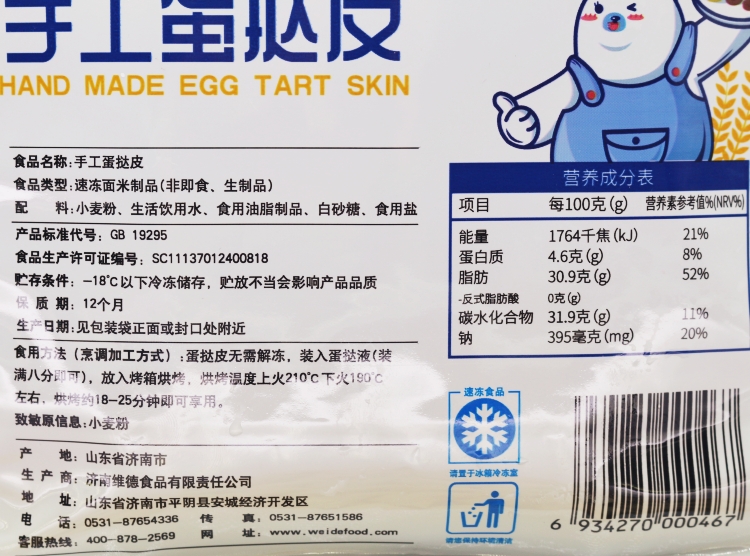 手工蛋挞皮
HAND MADE EGG TART SKIN
食品名称:手工蛋挞皮
食品类型:速冻面米制品(非即食、生制品)
配 料:小麦粉、生活饮用水、食用油脂制品、白砂糖、食用盐
产品标准代号: GB 19295
食品生产许可证编号: SC11137012400818
贮存条件: -18℃以下冷冻储存，贮放不当会影响产品品质
保 质 期: 12个月
生产日期:见包装袋正面或封口处附近
食用方法（烹调加工方式）:蛋挞皮无需解冻，装入蛋挞液(装
满八分即可)，放入烤箱烘烤，烘烤温度上火210℃下火190℃
左右，烘烤约18-25分钟即可享用。
致敏原信息:小麦粉
产 地: 山东省济南市
生 产 商: 济南维德食品有限责任公司
地 址: 山东省济南市平阴县安城经济开发区
电 话: 0531-87654336 传 真: 0531-87651586
客服热线: 400-878-2569 网 址: www.weidefood.com
营养成分表
项目 每100克(g) 营养素参考值%(NRV%)
能量 1764千焦(kJ) 21%
蛋白质 4.6克(g) 8%
脂肪 30.9克(g) 52%
-反式脂肪酸 0克(g)
碳水化合物 31.9克(g) 11%
钠 395毫克(mg) 20%
速冻食品
请置于冰箱冷冻室
请您保持环境清洁
6 934270 000467